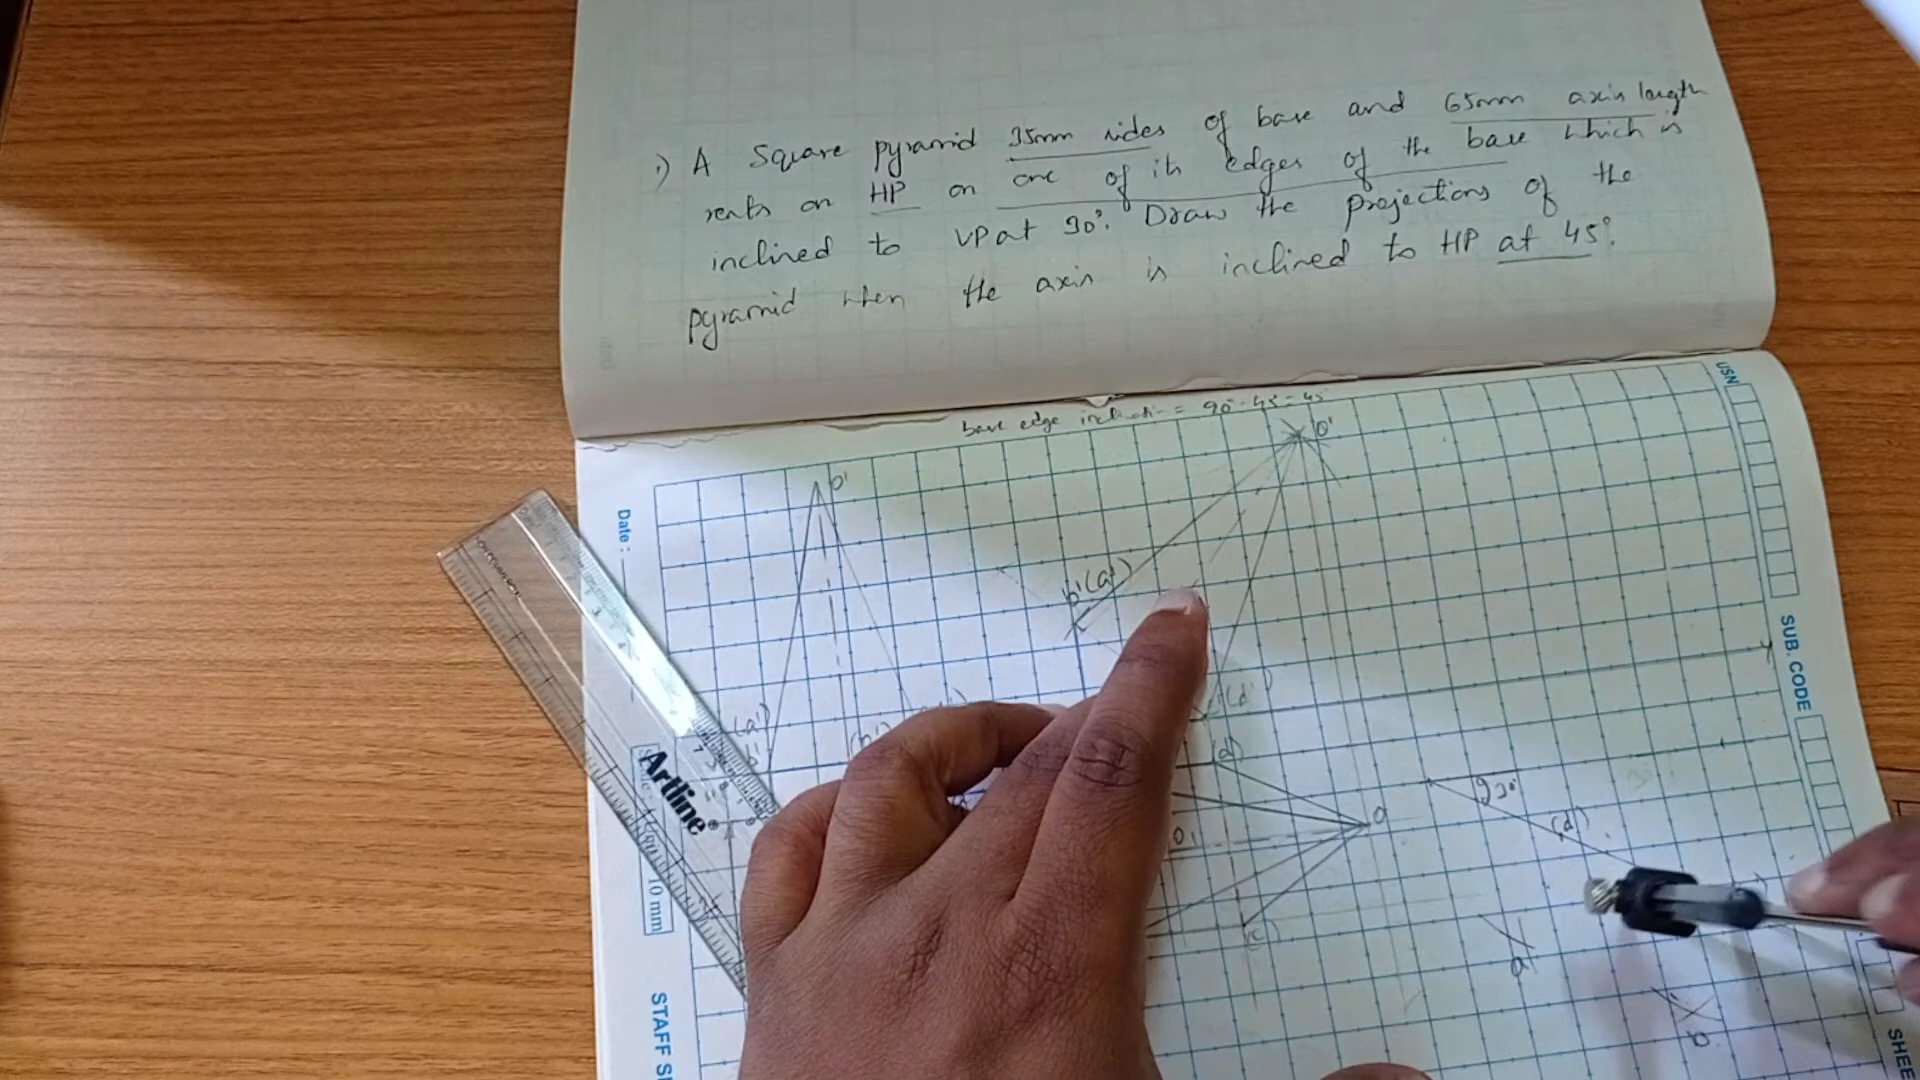 1) A Square pyramid 35mm sides of base and 65mm axis length
rests on HP on one of its edges of the base which is
inclined to VP at 30°. Draw the projections of the
pyramid when the axis is inclined to HP at 45°.
base edge = 90°-45°=45°
o'
o'
b'(a')
(a')
b'
c'(d')
(d)
o
o1
(c)
30°
(d)
a
b
USN
SUB. CODE
Date :
Artline
10 mm
STAFF